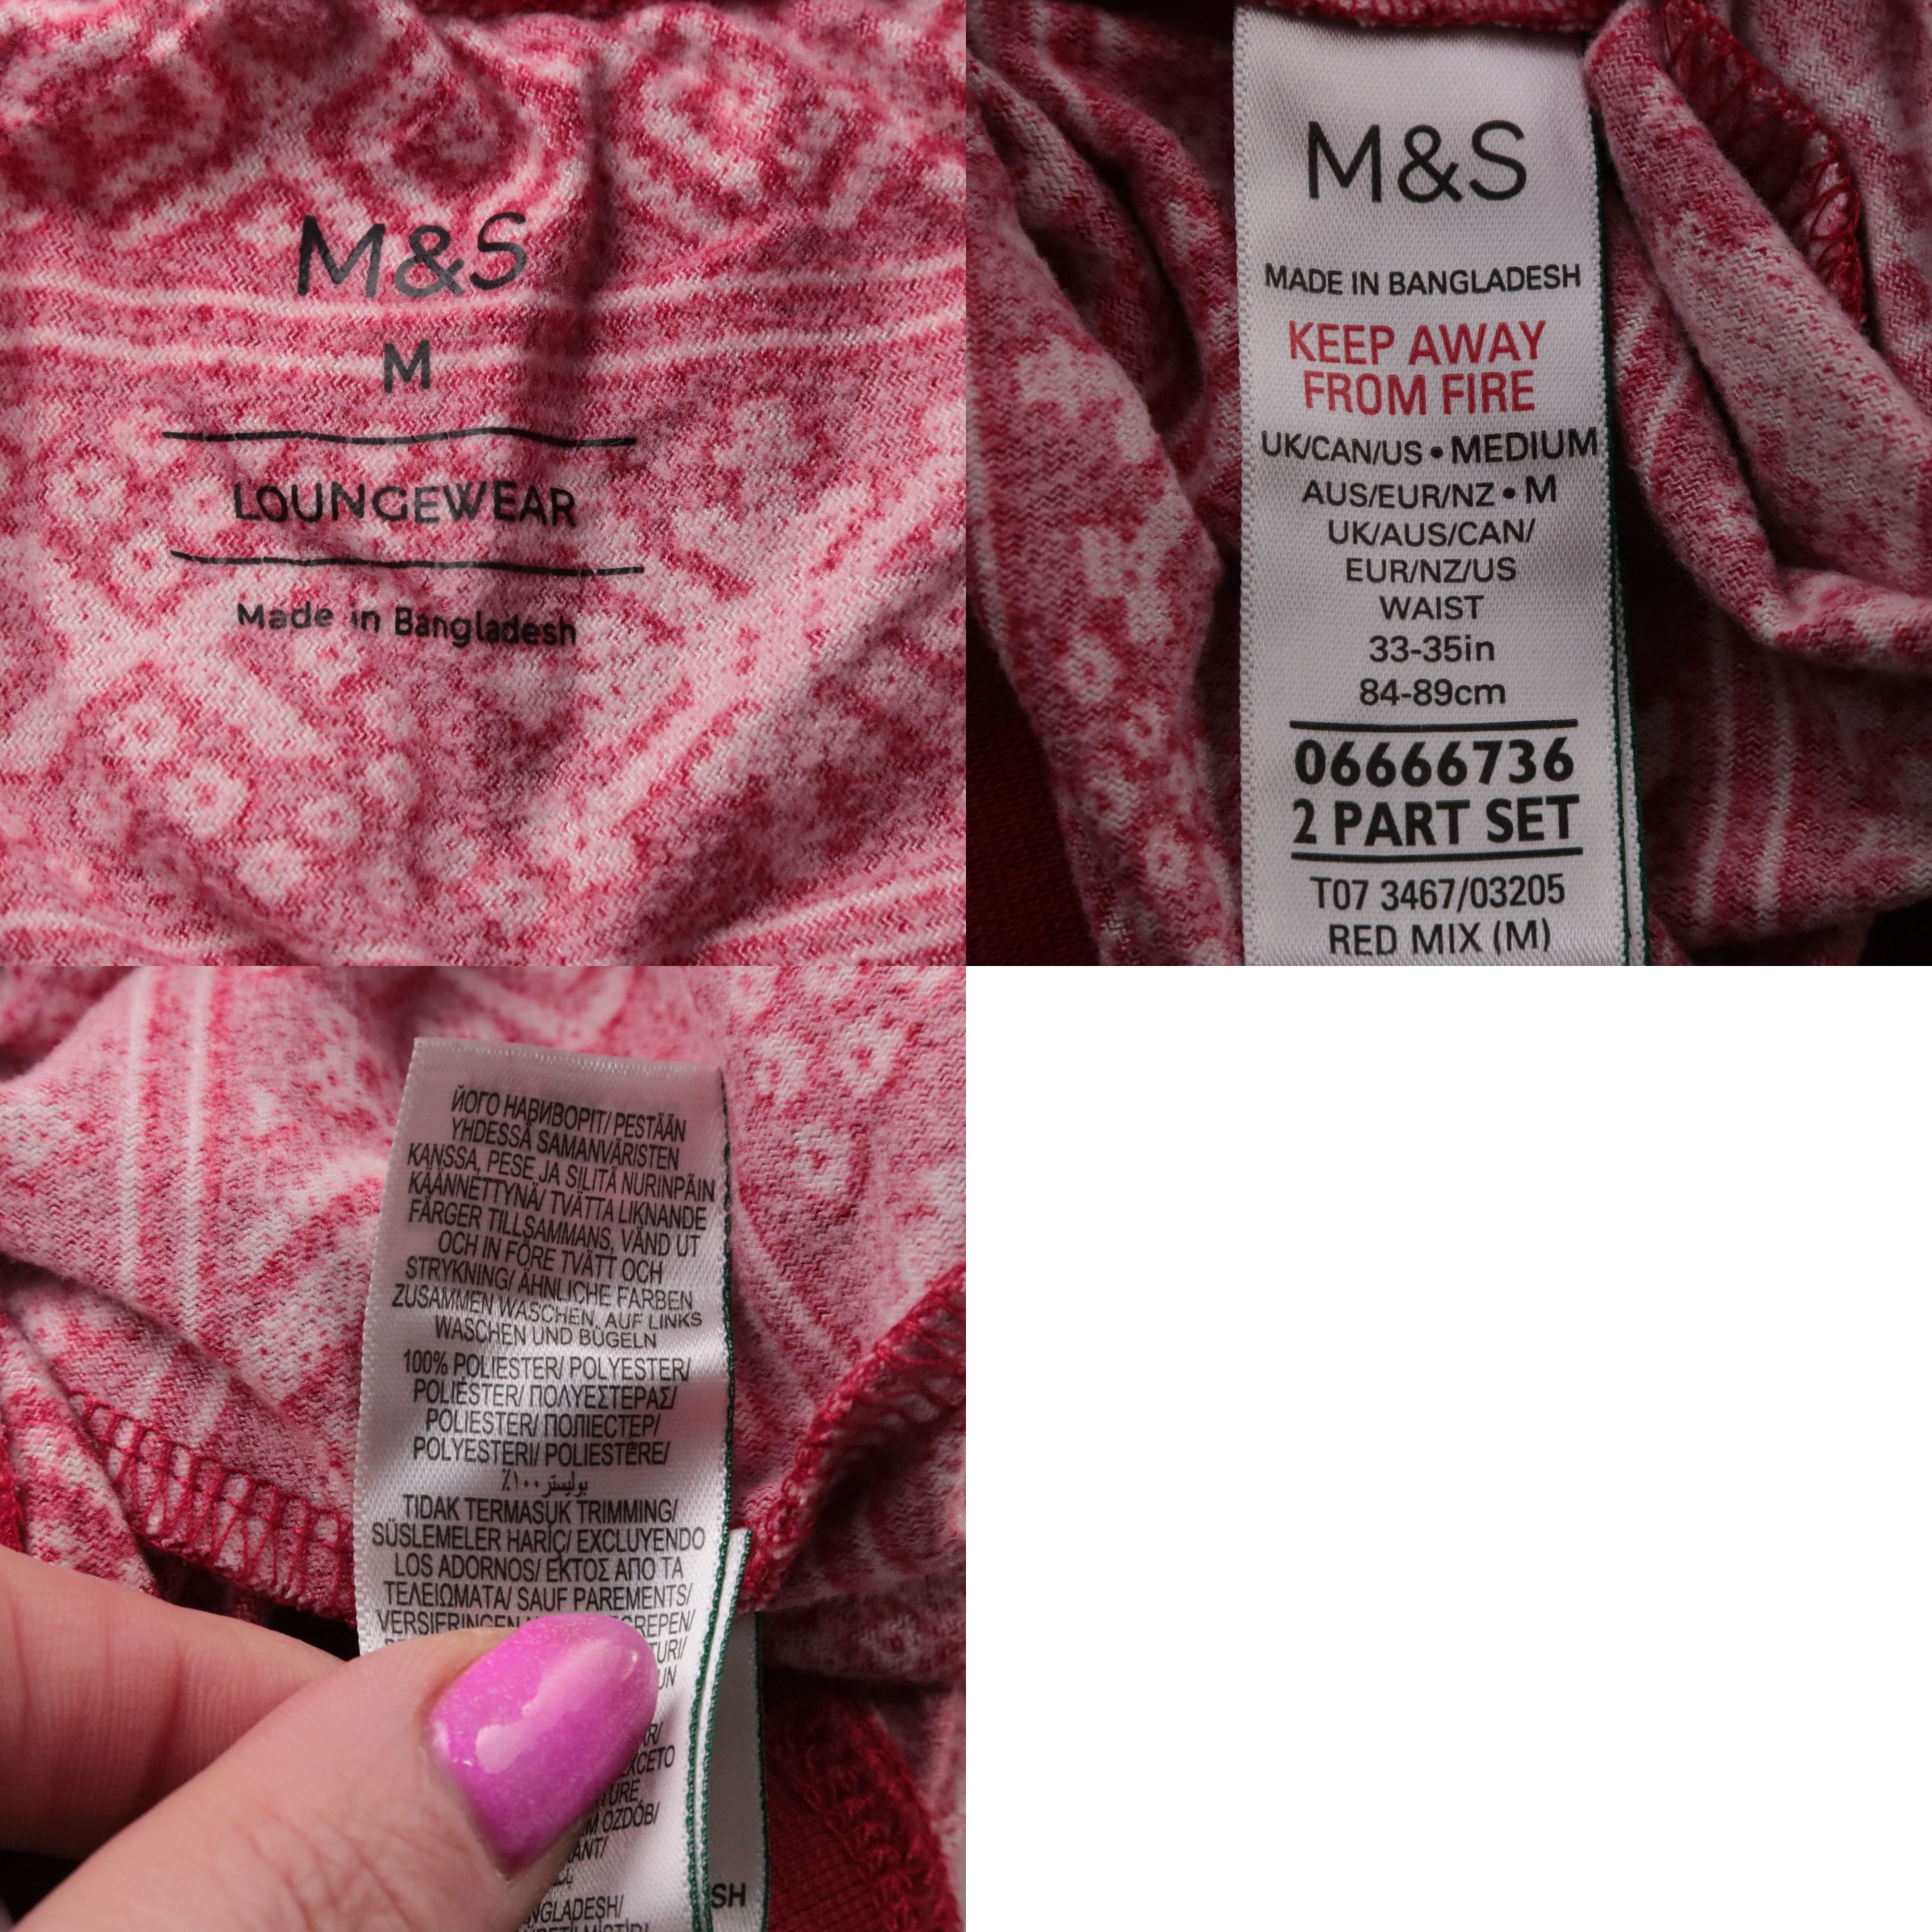 M&S
M
LOUNGEWEAR
Made in Bangladesh
M&S
MADE IN BANGLADESH
KEEP AWAY
FROM FIRE
UK/CAN/US • MEDIUM
AUS/EUR/NZ • M
UK/AUS/CAN/
EUR/NZ/US
WAIST
33-35in
84-89cm
06666736
2 PART SET
T07 3467/03205
RED MIX (M)
ЙОГО НАВИВОРІТ/ PESTÄÄN
YHDESSÄ SAMANVÄRISTEN
KANSSA, PESE JA SILITÄ NURINPÄIN
KÄÄNNETTYNÄ/ TVÄTTA LIKNANDE
FÄRGER TILLSAMMANS, VÄND UT
OCH IN FÖRE TVÄTT OCH
STRYKNING/ ÄHNLICHE FARBEN
ZUSAMMEN WASCHEN, AUF LINKS
WASCHEN UND BÜGELN
100% POLIESTER/ POLYESTER/
POLIÉSTER/ ΠΟΛΥΕΣΤΕΡΑΣ/
POLIESTER/ ПОЛІЕСТЕР/
POLYESTERI/ POLIESTERE/
بوليستر ١٠٠٪
TIDAK TERMASUK TRIMMING/
SÜSLEMELER HARİÇ/ EXCLUYENDO
LOS ADORNOS/ ΕΚΤΟΣ ΑΠΟ ΤΑ
ΤΕΛΕΙΩΜΑΤΑ/ SAUF PAREMENTS/
VERSIERINGEN
OZDÓB/
SH